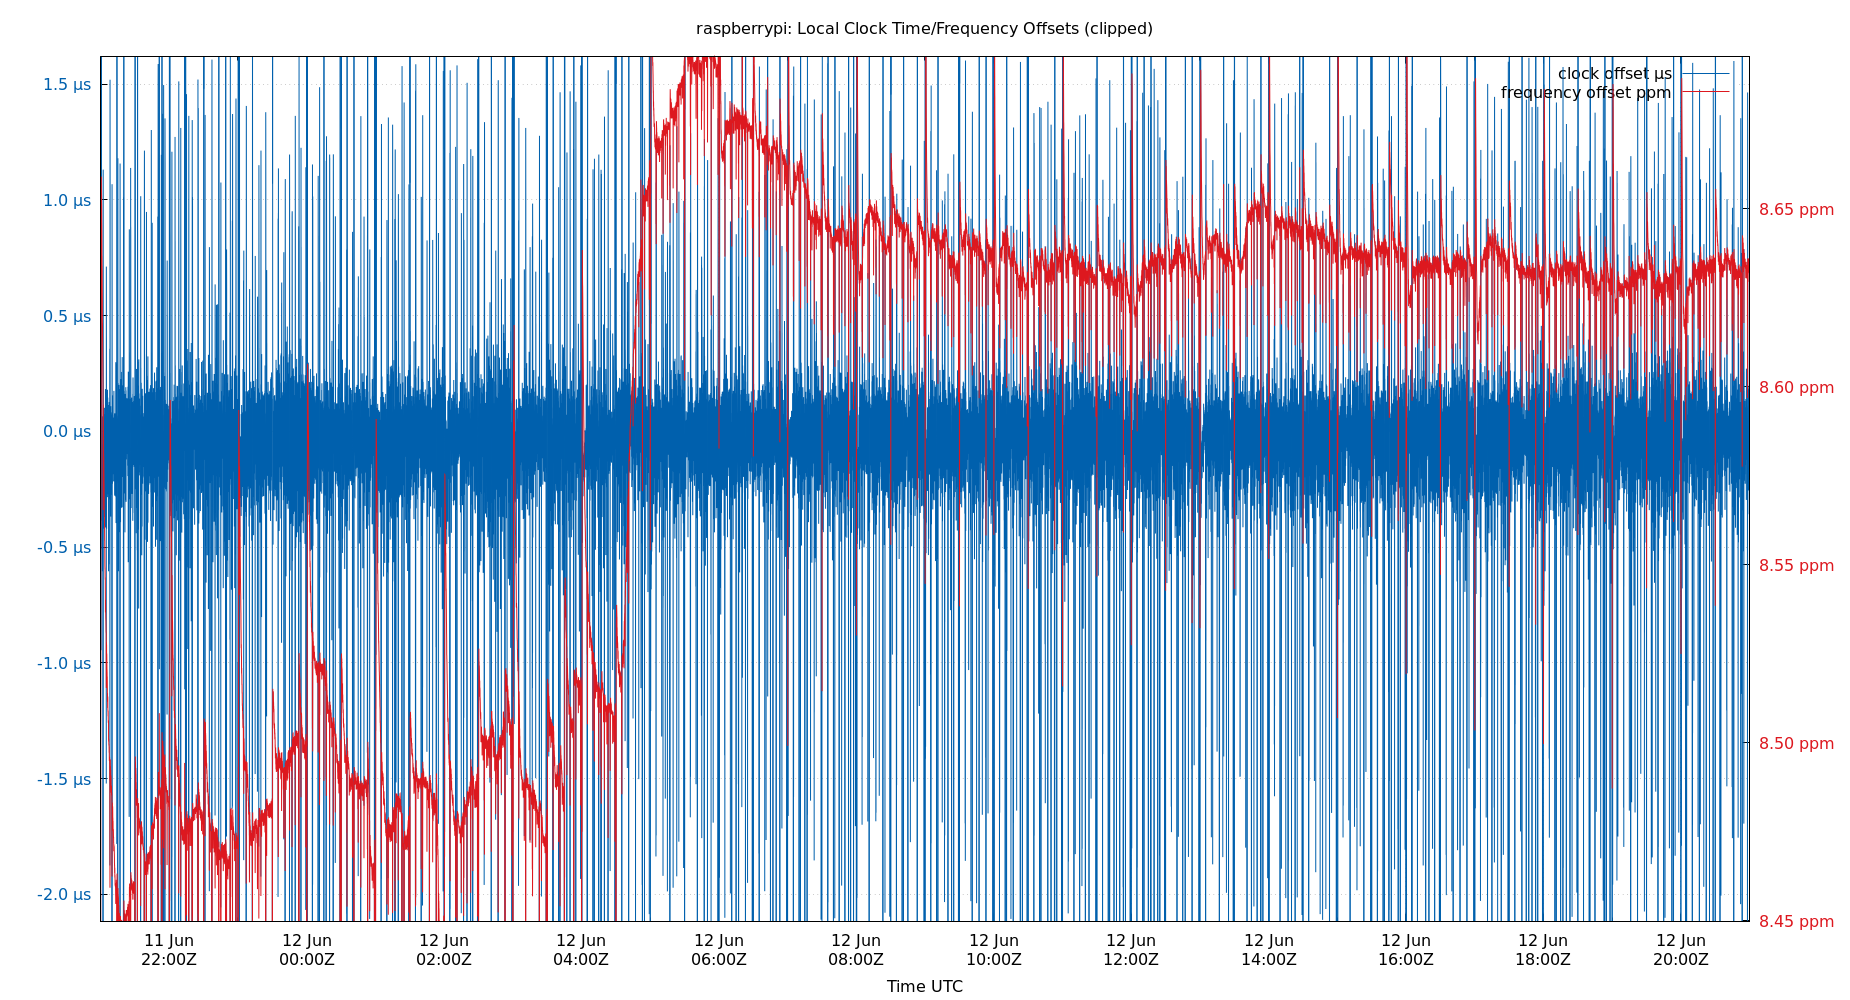 raspberrypi: Local Clock Time/Frequency Offsets (clipped)
clock offset µs
frequency offset ppm
1.5 µs
1.0 µs
0.5 µs
0.0 µs
-0.5 µs
-1.0 µs
-1.5 µs
-2.0 µs
8.65 ppm
8.60 ppm
8.55 ppm
8.50 ppm
8.45 ppm
11 Jun 12 Jun 12 Jun 12 Jun 12 Jun 12 Jun 12 Jun 12 Jun 12 Jun 12 Jun 12 Jun 12 Jun
22:00Z 00:00Z 02:00Z 04:00Z 06:00Z 08:00Z 10:00Z 12:00Z 14:00Z 16:00Z 18:00Z 20:00Z
Time UTC